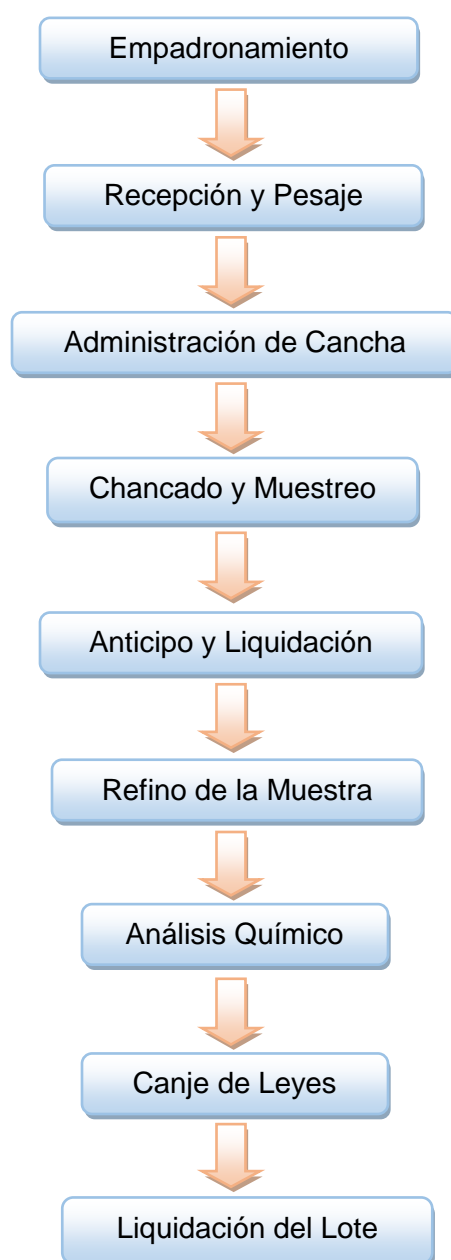 Empadronamiento
Recepción y Pesaje
Administración de Cancha
Chancado y Muestreo
Anticipo y Liquidación
Refino de la Muestra
Análisis Químico
Canje de Leyes
Liquidación del Lote